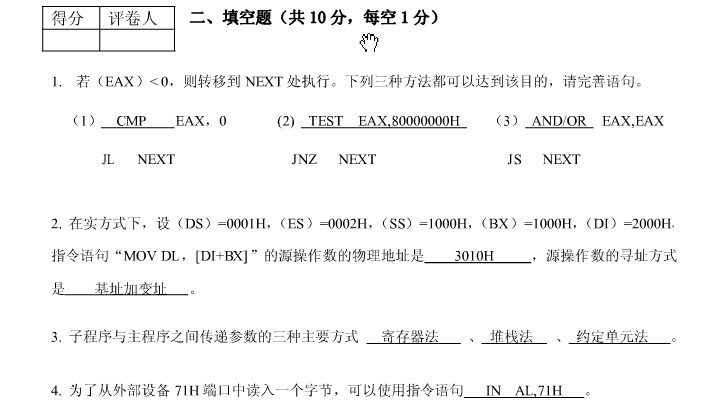 得分 评卷人 二、填空题（共 10 分，每空 1 分）
1. 若（EAX）< 0，则转移到 NEXT 处执行。下列三种方法都可以达到该目的，请完善语句。
（1） CMP EAX，0 (2) TEST EAX,80000000H （3） AND/OR EAX,EAX
JL NEXT JNZ NEXT JS NEXT
2. 在实方式下，设（DS）=0001H，（ES）=0002H，（SS）=1000H，（BX）=1000H，（DI）=2000H，
指令语句“MOV DL，[DI+BX]”的源操作数的物理地址是 3010H ，源操作数的寻址方式
是 基址加变址 。
3. 子程序与主程序之间传递参数的三种主要方式 寄存器法 、 堆栈法 、 约定单元法 。
4. 为了从外部设备 71H 端口中读入一个字节，可以使用指令语句 IN AL,71H 。